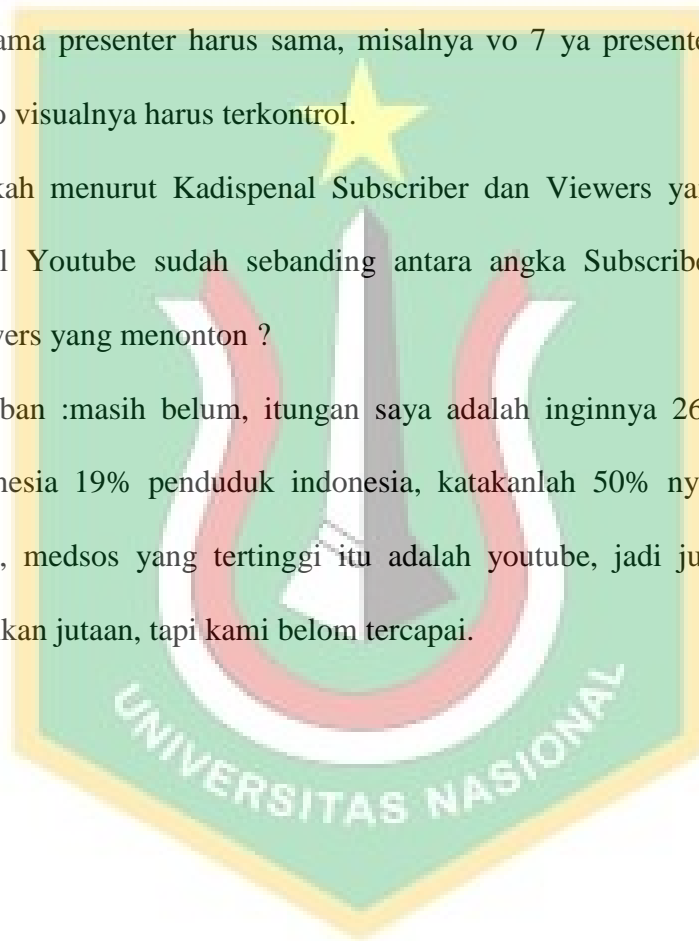 ama presenter harus sama, misalnya vo 7 ya presente
o visualnya harus terkontrol.
kah menurut Kadispenal Subscriber dan Viewers ya
l Youtube sudah sebanding antara angka Subscribe
vers yang menonton ?
ban :masih belum, itungan saya adalah inginnya 26
nesia 19% penduduk indonesia, katakanlah 50% ny
, medsos yang tertinggi itu adalah youtube, jadi ju
kan jutaan, tapi kami belom tercapai.
UNIVERSITAS NASIONAL